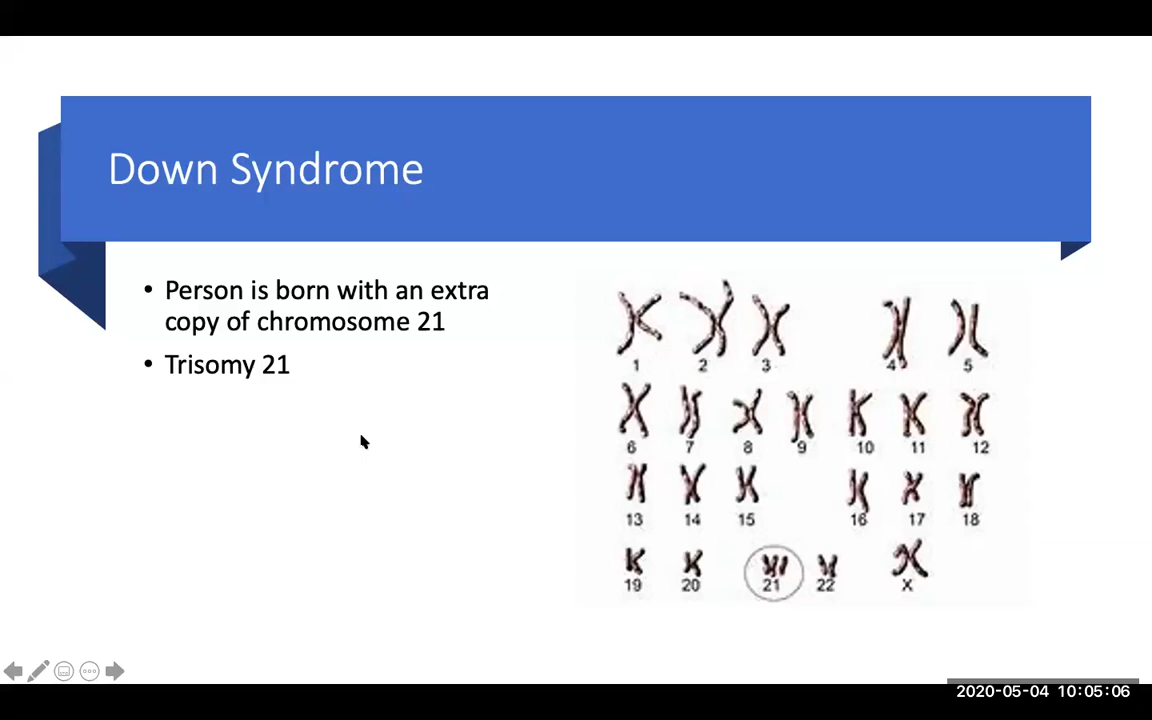 Down Syndrome
• Person is born with an extra
copy of chromosome 21
• Trisomy 21
1 2 3 4 5
6 7 8 9 10 11 12
13 14 15 16 17 18
19 20 21 22 X
2020-05-04 10:05:06